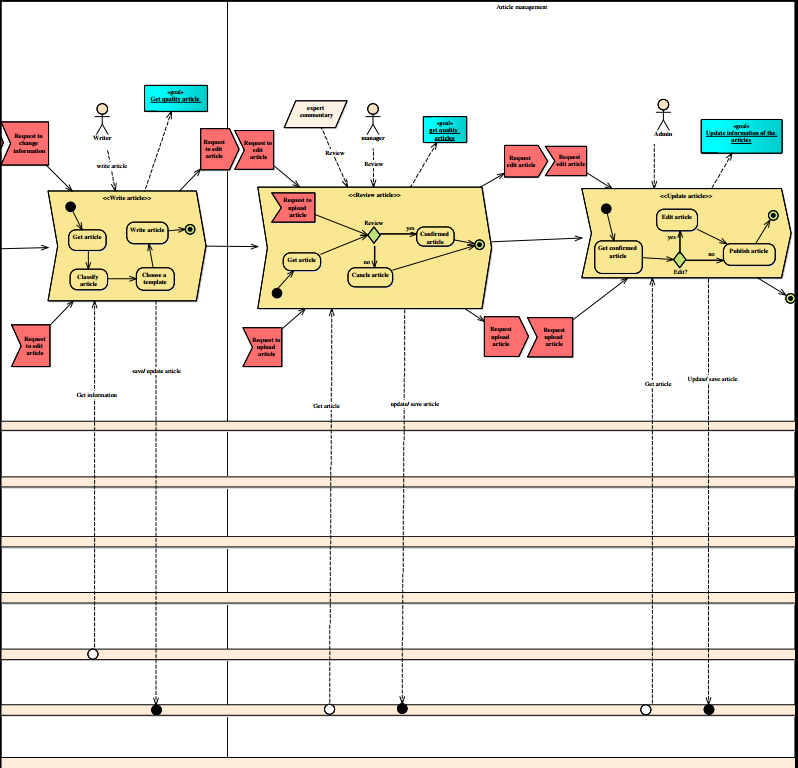 Article management
«goal»
Get quality article
expert
commentary
Writer
manager
Admin
«goal»
get quality
articles
«goal»
Update information of the
articles
Request to
change
information
write article
Request
to edit
article
Request to
edit
article
Review
Review
Request
edit article
Request
edit article
<<Write article>>
Get article
Write article
Classify
article
Choose a
template
<<Review article>>
Request to
upload
article
Review
yes
Confirmed
article
Get article
no
Cancle article
<<Update article>>
Edit article
Get confirmed
article
yes
no
Publish article
Edit?
Request
to edit
article
Request to
upload
article
Request
upload
article
Request
upload
article
save/ update article
Get information
Get article
update/ save article
Get article
Update/ save article